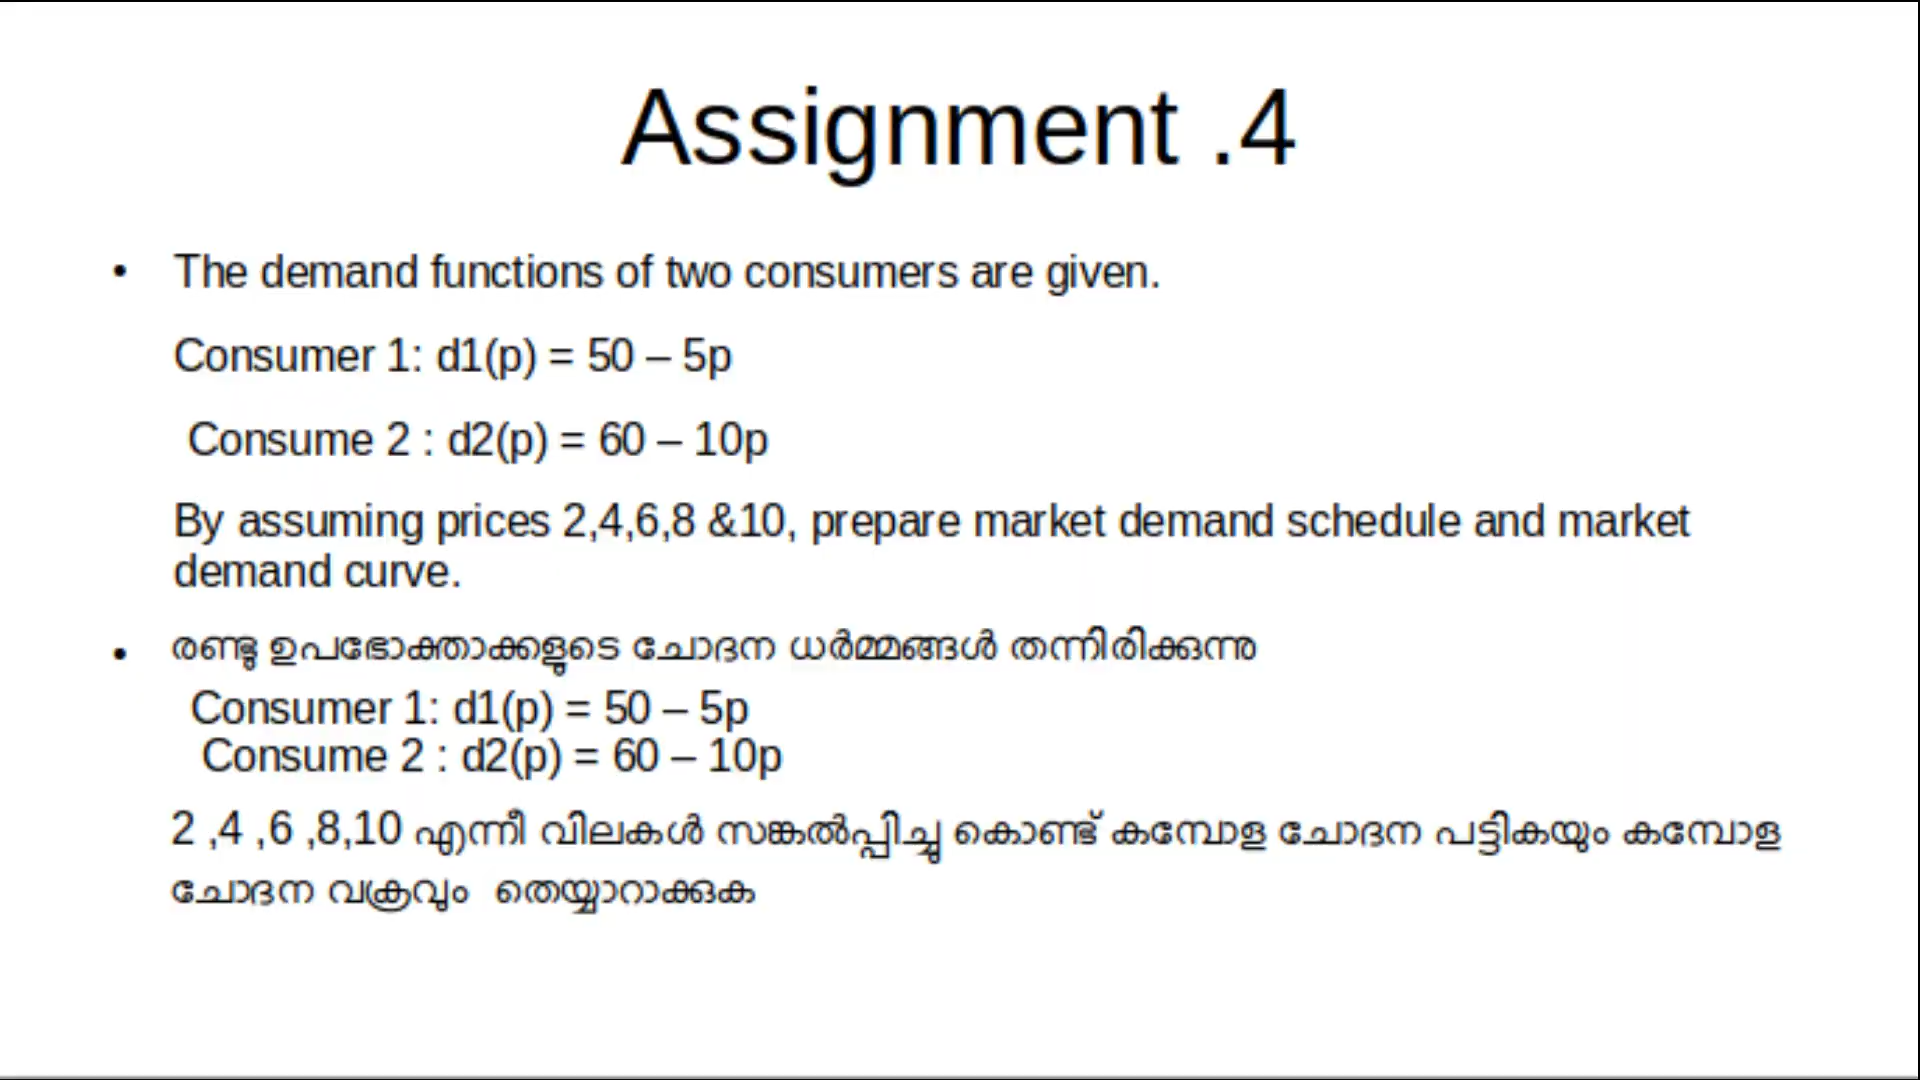 Assignment .4
• The demand functions of two consumers are given.
Consumer 1: d1(p) = 50 – 5p
Consume 2 : d2(p) = 60 – 10p
By assuming prices 2,4,6,8 &10, prepare market demand schedule and market
demand curve.
• രണ്ടു ഉപഭോക്താക്കളുടെ ചോദന ധർമ്മങ്ങൾ തന്നിരിക്കുന്നു
Consumer 1: d1(p) = 50 – 5p
Consume 2 : d2(p) = 60 – 10p
2 ,4 ,6 ,8,10 എന്നീ വിലകൾ സങ്കൽപ്പിച്ചു കൊണ്ട് കമ്പോള ചോദന പട്ടികയും കമ്പോള
ചോദന വക്രവും തെയ്യാറാക്കുക